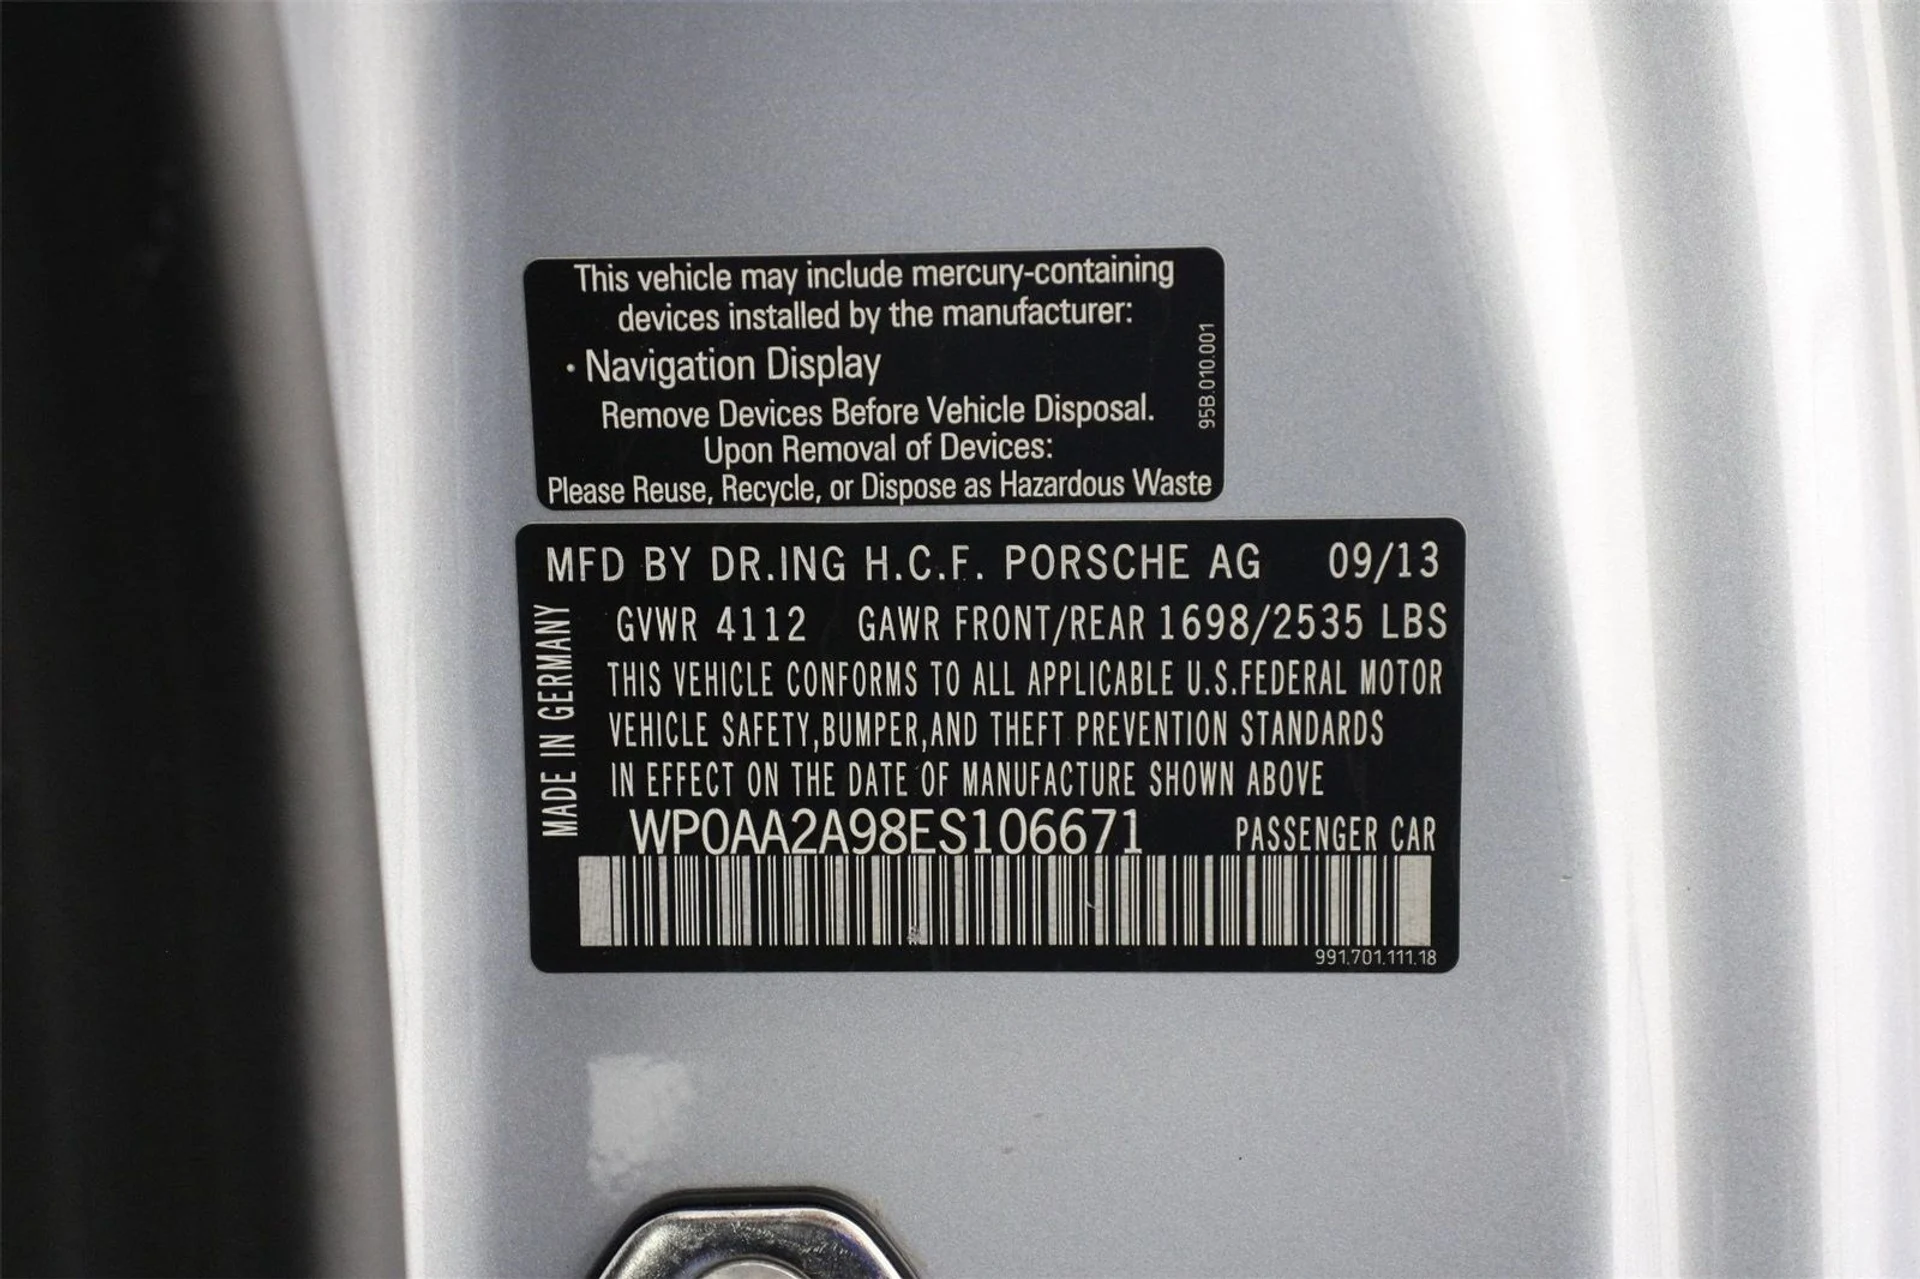 This vehicle may include mercury-containing
devices installed by the manufacturer:
· Navigation Display
Remove Devices Before Vehicle Disposal.
Upon Removal of Devices:
Please Reuse, Recycle, or Dispose as Hazardous Waste
95B.010.001
MFD BY DR.ING H.C.F. PORSCHE AG 09/13
GVWR 4112 GAWR FRONT/REAR 1698/2535 LBS
THIS VEHICLE CONFORMS TO ALL APPLICABLE U.S.FEDERAL MOTOR
VEHICLE SAFETY,BUMPER,AND THEFT PREVENTION STANDARDS
IN EFFECT ON THE DATE OF MANUFACTURE SHOWN ABOVE
MADE IN GERMANY
WP0AA2A98ES106671 PASSENGER CAR
991.701.111.18